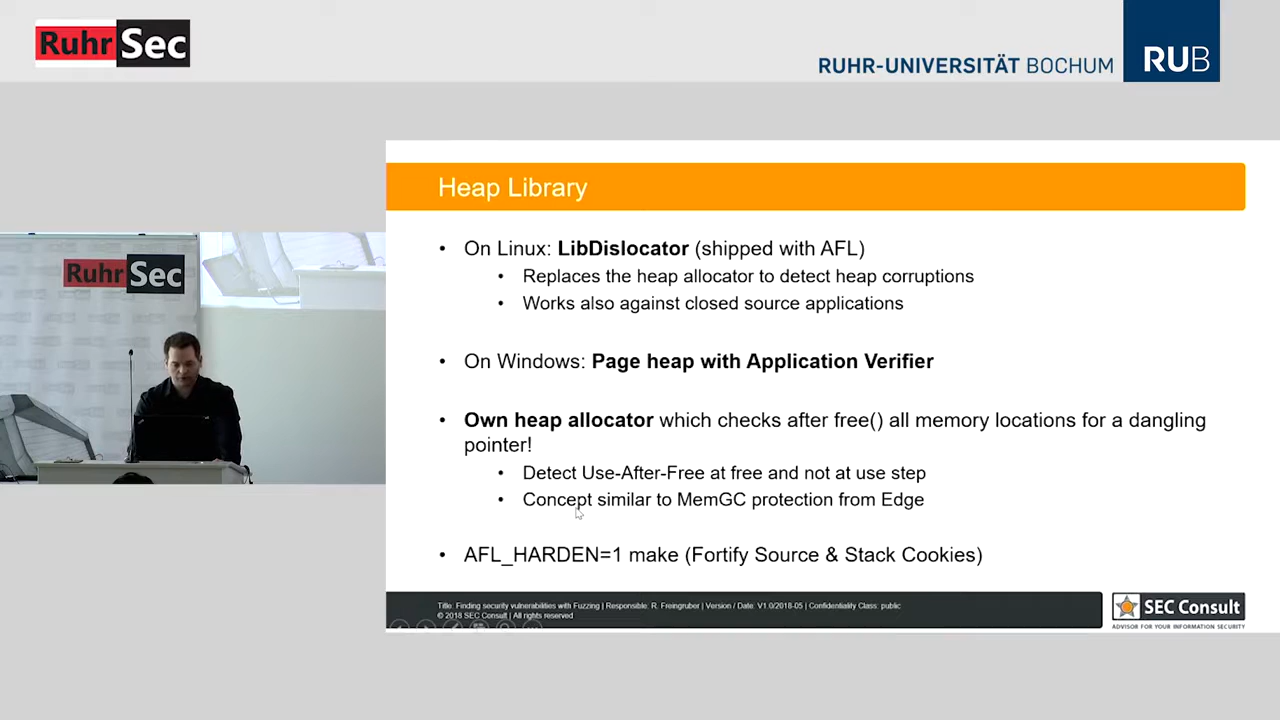 RuhrSec
RUHR-UNIVERSITÄT BOCHUM
RUB
RuhrSec
Heap Library
• On Linux: LibDislocator (shipped with AFL)
• Replaces the heap allocator to detect heap corruptions
• Works also against closed source applications
• On Windows: Page heap with Application Verifier
• Own heap allocator which checks after free() all memory locations for a dangling
pointer!
• Detect Use-After-Free at free and not at use step
• Concept similar to MemGC protection from Edge
• AFL_HARDEN=1 make (Fortify Source & Stack Cookies)
Title: Finding security vulnerabilities with Fuzzing | Responsible: R. Freingruber | Version / Date: V1.0/2018-05 | Confidentiality Class: public
© 2018 SEC Consult | All rights reserved
SEC Consult
ADVISOR FOR YOUR INFORMATION SECURITY